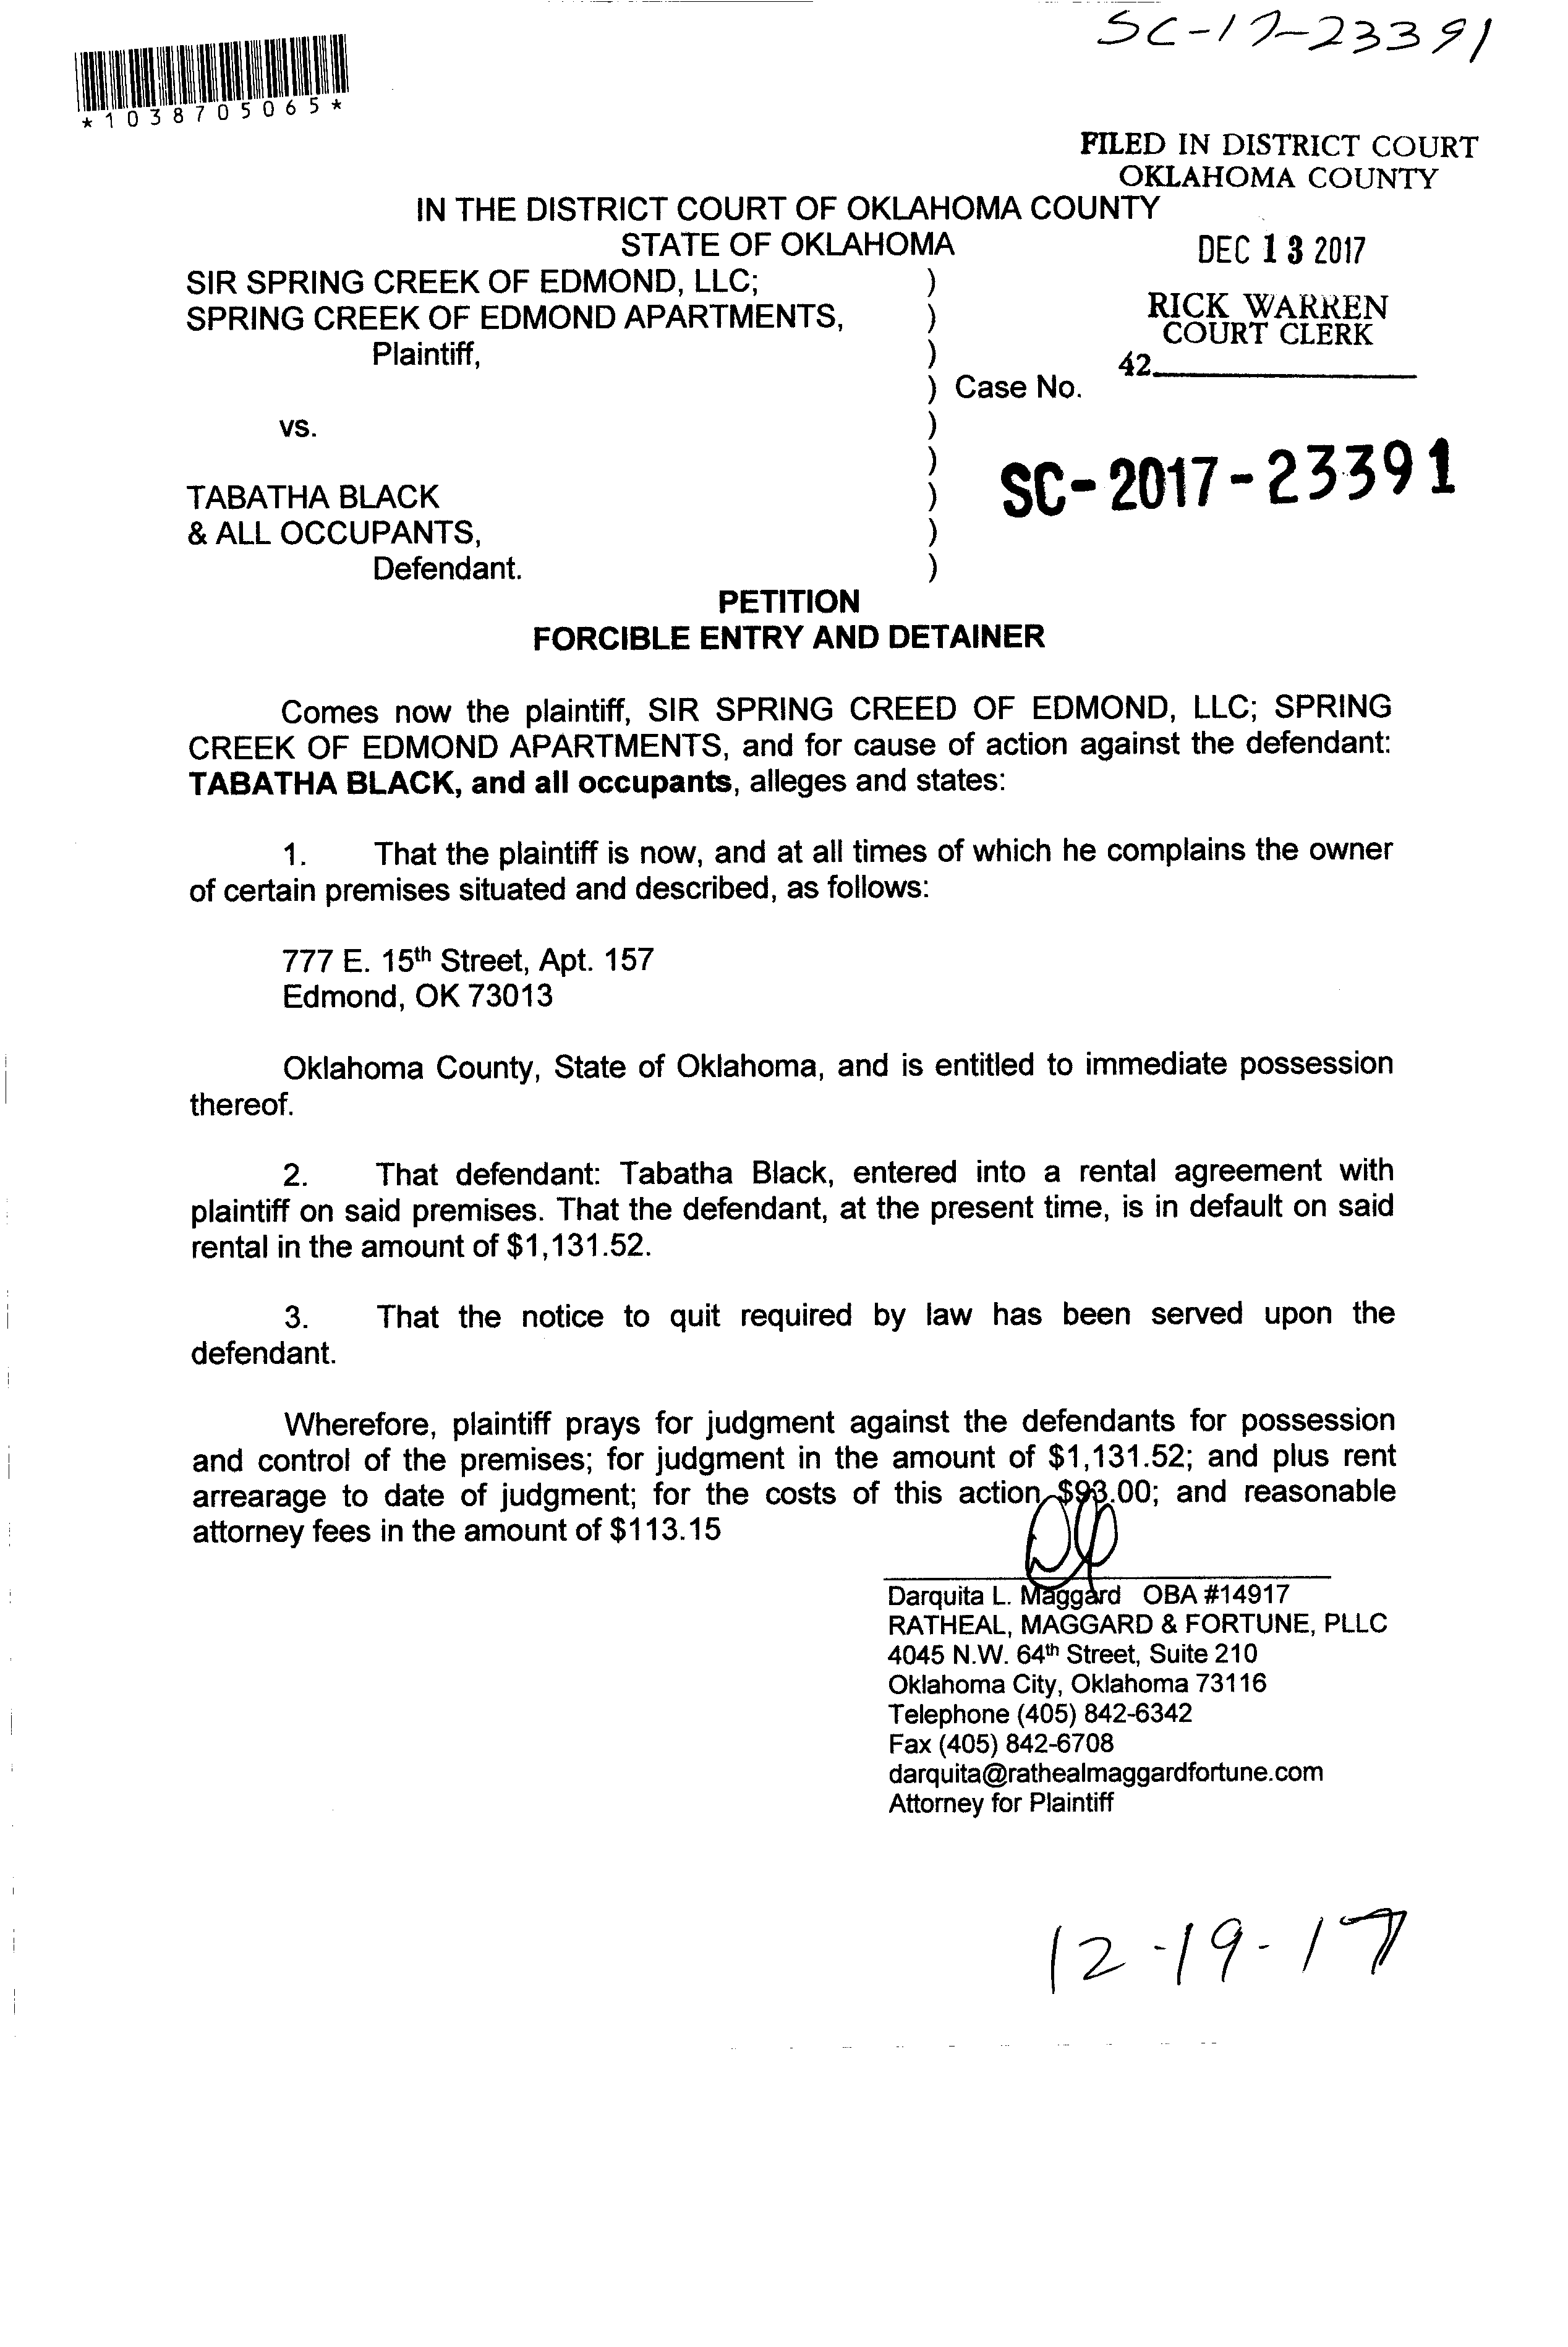 SC-17-23391
*1038705065*
FILED IN DISTRICT COURT
OKLAHOMA COUNTY
IN THE DISTRICT COURT OF OKLAHOMA COUNTY
STATE OF OKLAHOMA
DEC 13 2017
SIR SPRING CREEK OF EDMOND, LLC; )
SPRING CREEK OF EDMOND APARTMENTS, )
RICK WARREN
COURT CLERK
Plaintiff, )
42
) Case No.
vs. )
)
SC-2017-23391
TABATHA BLACK )
& ALL OCCUPANTS, )
Defendant. )
PETITION
FORCIBLE ENTRY AND DETAINER
Comes now the plaintiff, SIR SPRING CREED OF EDMOND, LLC; SPRING
CREEK OF EDMOND APARTMENTS, and for cause of action against the defendant:
TABATHA BLACK, and all occupants, alleges and states:
1. That the plaintiff is now, and at all times of which he complains the owner
of certain premises situated and described, as follows:
777 E. 15th Street, Apt. 157
Edmond, OK 73013
Oklahoma County, State of Oklahoma, and is entitled to immediate possession
thereof.
2. That defendant: Tabatha Black, entered into a rental agreement with
plaintiff on said premises. That the defendant, at the present time, is in default on said
rental in the amount of $1,131.52.
3. That the notice to quit required by law has been served upon the
defendant.
Wherefore, plaintiff prays for judgment against the defendants for possession
and control of the premises; for judgment in the amount of $1,131.52; and plus rent
arrearage to date of judgment; for the costs of this action $93.00; and reasonable
attorney fees in the amount of $113.15
Darquita L. Maggard OBA #14917
RATHEAL, MAGGARD & FORTUNE, PLLC
4045 N.W. 64th Street, Suite 210
Oklahoma City, Oklahoma 73116
Telephone (405) 842-6342
Fax (405) 842-6708
darquita@rathealmaggardfortune.com
Attorney for Plaintiff
12-19-17